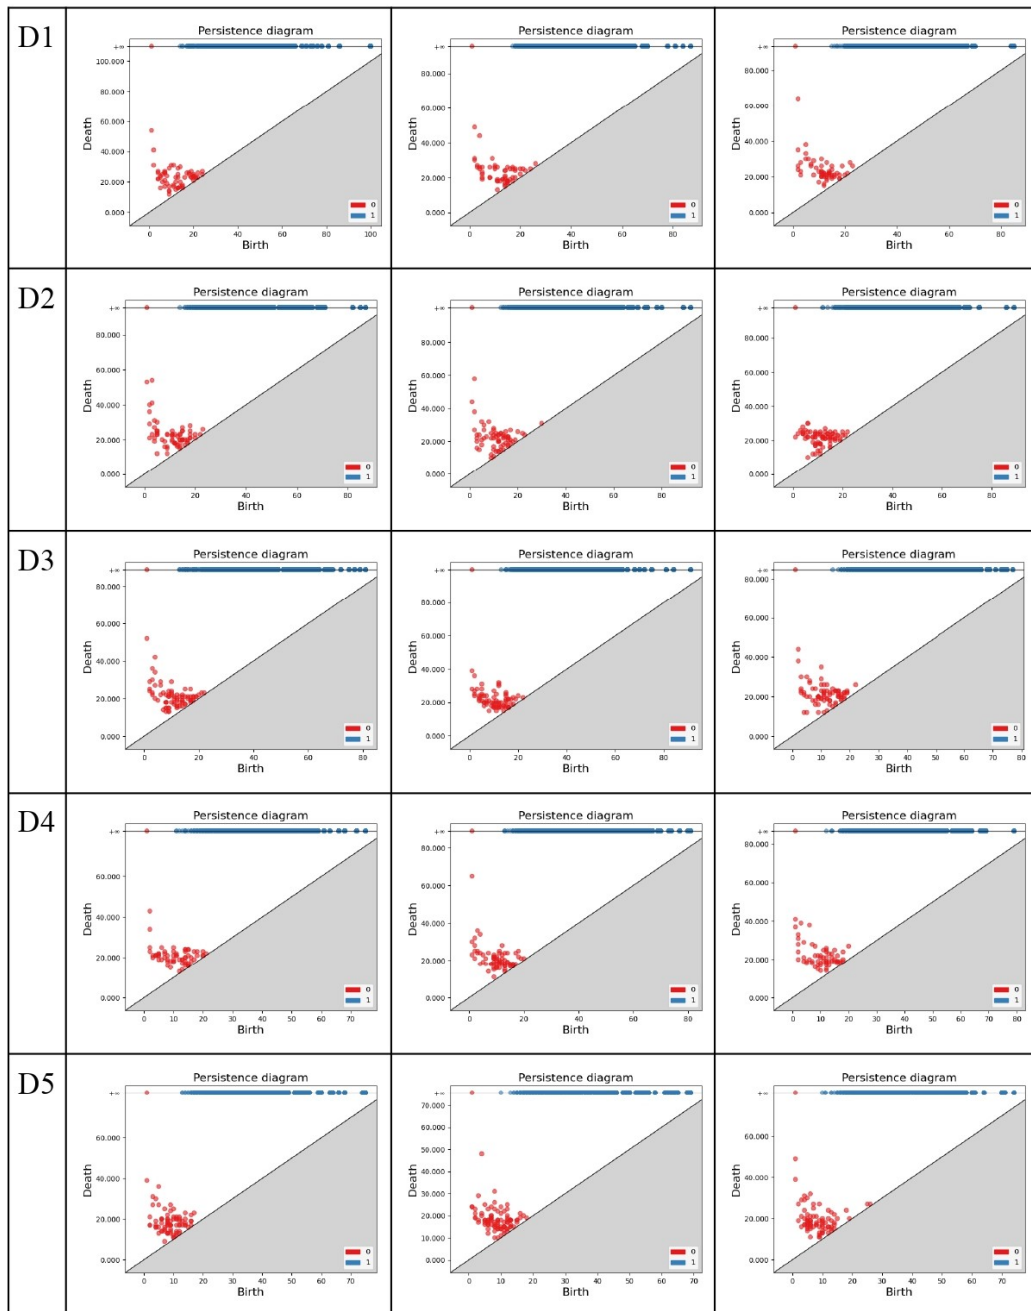 D1
Persistence diagram
+∞
100.000
80.000
60.000
40.000
20.000
0.000
Death
0 20 40 60 80 100
Birth
0
1
Persistence diagram
+∞
80.000
60.000
40.000
20.000
0.000
Death
0 20 40 60 80
Birth
0
1
Persistence diagram
+∞
80.000
60.000
40.000
20.000
0.000
Death
0 20 40 60 80
Birth
0
1
D2
Persistence diagram
+∞
80.000
60.000
40.000
20.000
0.000
Death
0 20 40 60 80
Birth
0
1
Persistence diagram
+∞
80.000
60.000
40.000
20.000
0.000
Death
0 20 40 60 80
Birth
0
1
Persistence diagram
+∞
80.000
60.000
40.000
20.000
0.000
Death
0 20 40 60 80
Birth
0
1
D3
Persistence diagram
+∞
80.000
60.000
40.000
20.000
0.000
Death
0 20 40 60 80
Birth
0
1
Persistence diagram
+∞
80.000
60.000
40.000
20.000
0.000
Death
0 20 40 60 80
Birth
0
1
Persistence diagram
+∞
80.000
60.000
40.000
20.000
0.000
Death
0 10 20 30 40 50 60 70 80
Birth
0
1
D4
Persistence diagram
+∞
60.000
40.000
20.000
0.000
Death
0 10 20 30 40 50 60 70
Birth
0
1
Persistence diagram
+∞
80.000
60.000
40.000
20.000
0.000
Death
0 20 40 60 80
Birth
0
1
Persistence diagram
+∞
80.000
60.000
40.000
20.000
0.000
Death
0 10 20 30 40 50 60 70 80
Birth
0
1
D5
Persistence diagram
+∞
60.000
40.000
20.000
0.000
Death
0 10 20 30 40 50 60 70
Birth
0
1
Persistence diagram
+∞
70.000
60.000
50.000
40.000
30.000
20.000
10.000
0.000
Death
0 10 20 30 40 50 60 70
Birth
0
1
Persistence diagram
+∞
60.000
40.000
20.000
0.000
Death
0 10 20 30 40 50 60 70
Birth
0
1